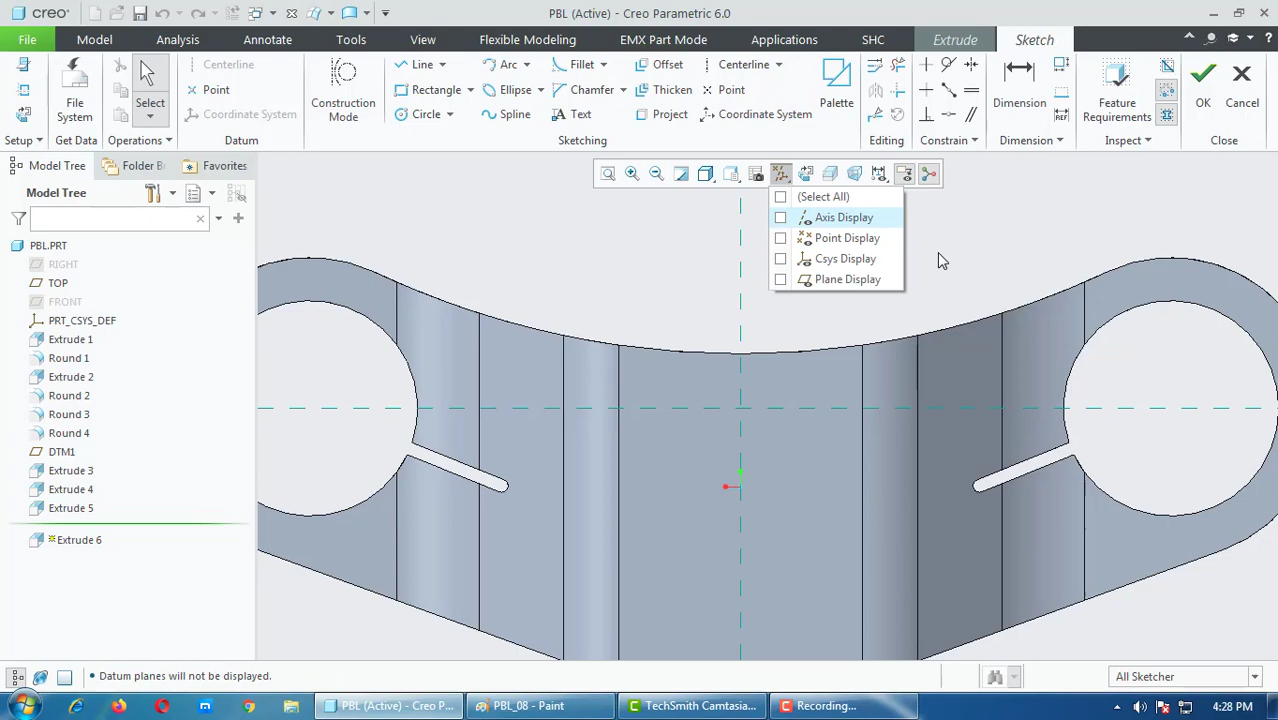 creo PBL (Active) - Creo Parametric 6.0
File Model Analysis Annotate Tools View Flexible Modeling EMX Part Mode Applications SHC Extrude Sketch
Centerline Line Arc Fillet Offset Centerline
Point Rectangle Ellipse Chamfer Thicken Point
Coordinate System Circle Spline Text Project Coordinate System
File System Select Construction Mode Palette Dimension Feature Requirements OK Cancel
Setup Get Data Operations Datum Sketching Editing Constrain Dimension Inspect Close
Model Tree Folder Br Favorites
Model Tree
(Select All)
Axis Display
Point Display
Csys Display
Plane Display
PBL.PRT
RIGHT
TOP
FRONT
PRT_CSYS_DEF
Extrude 1
Round 1
Extrude 2
Round 2
Round 3
Round 4
DTM1
Extrude 3
Extrude 4
Extrude 5
Extrude 6
• Datum planes will not be displayed.
All Sketcher
PBL (Active) - Creo P... PBL_08 - Paint TechSmith Camtasia... Recording... 4:28 PM